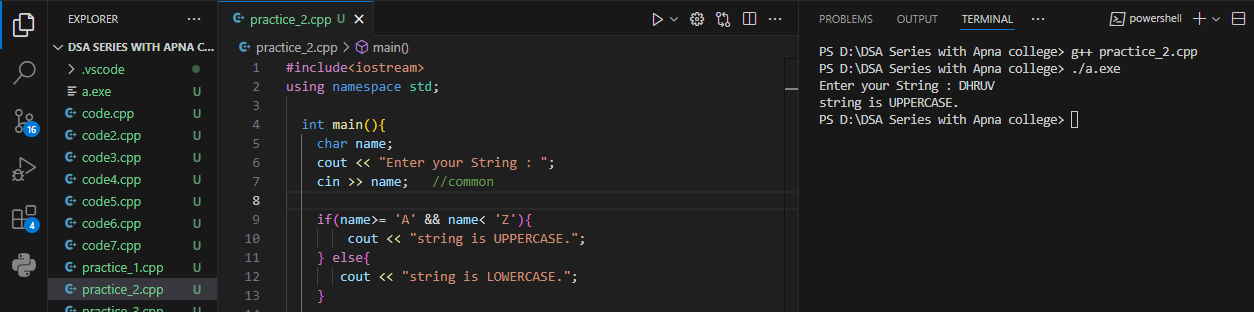 EXPLORER ...
DSA SERIES WITH APNA C...
.vscode
a.exe U
code.cpp U
code2.cpp U
code3.cpp U
code4.cpp U
code5.cpp U
code6.cpp U
code7.cpp U
practice_1.cpp U
practice_2.cpp U
16
4
practice_2.cpp U
practice_2.cpp > main()
1 #include<iostream>
2 using namespace std;
3
4 int main(){
5 char name;
6 cout << "Enter your String : ";
7 cin >> name; //common
8
9 if(name>= 'A' && name< 'Z'){
10 cout << "string is UPPERCASE.";
11 } else{
12 cout << "string is LOWERCASE.";
13 }
PROBLEMS OUTPUT TERMINAL ... powershell
PS D:\DSA Series with Apna college> g++ practice_2.cpp
PS D:\DSA Series with Apna college> ./a.exe
Enter your String : DHRUV
string is UPPERCASE.
PS D:\DSA Series with Apna college>